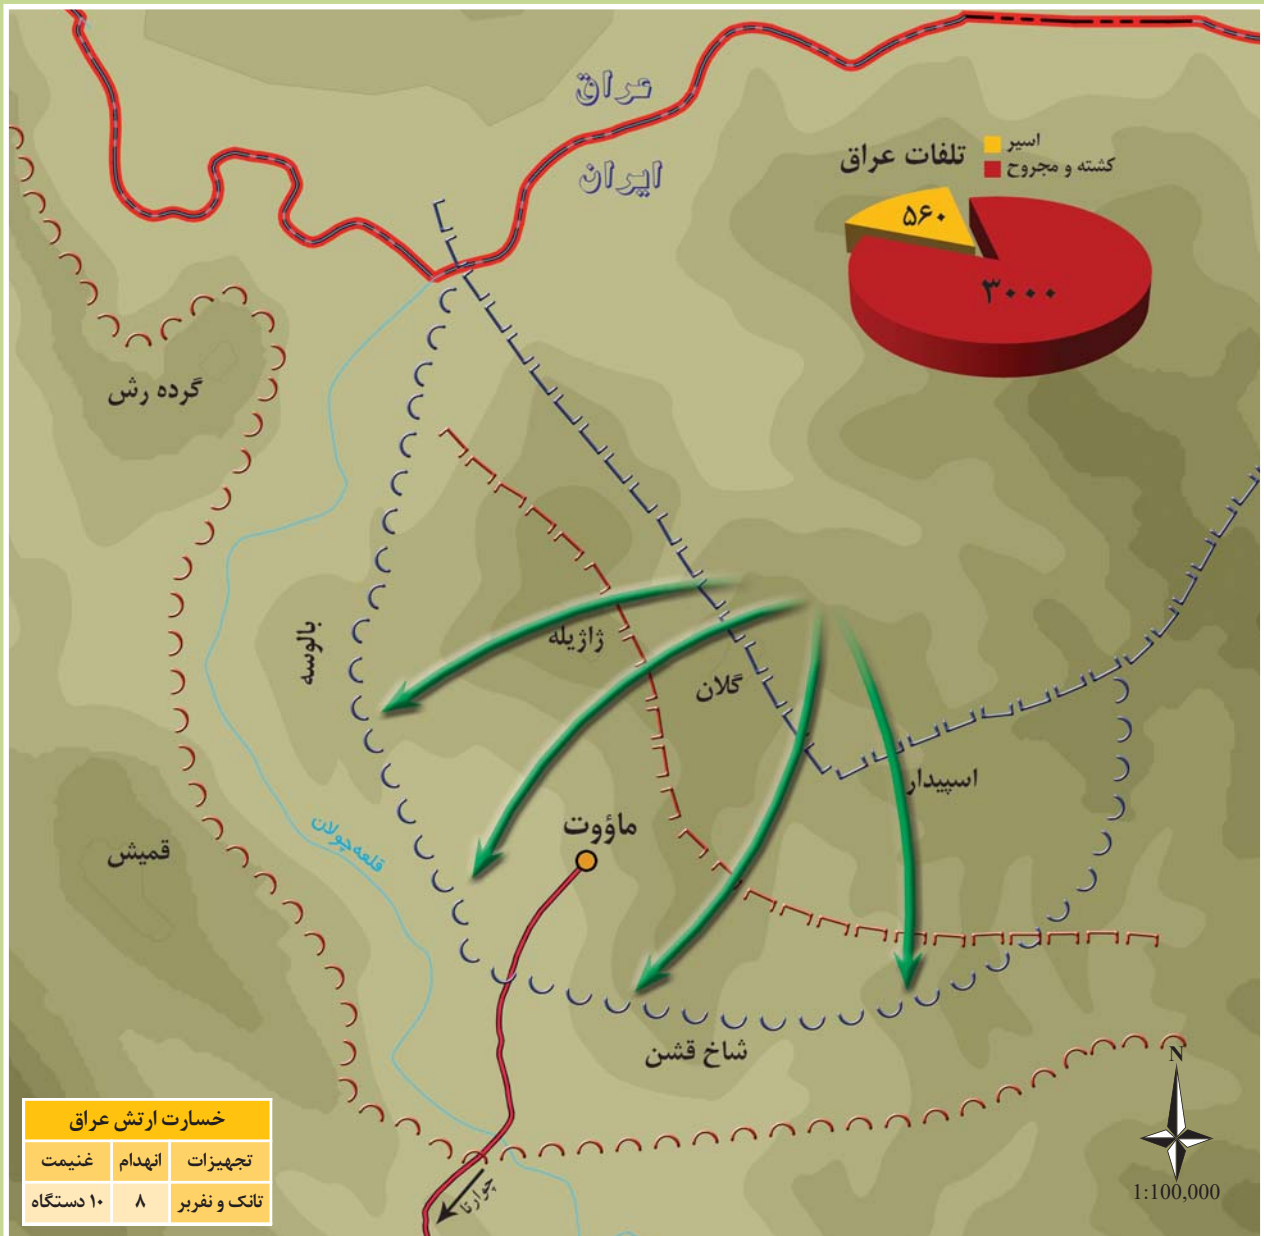 عراق
ایران
تلفات عراق
اسیر
کشته و مجروح
۵۶۰
۳۰۰۰
گرده رش
ژاژیله
بالوسه
گلان
اسپیدار
ماؤوت
قمیش
قلعه‌چولان
شاخ قشن
چوارتا
N
1:100,000
خسارت ارتش عراق
تجهیزات انهدام غنیمت
تانک و نفربر ۸ ۱۰ دستگاه